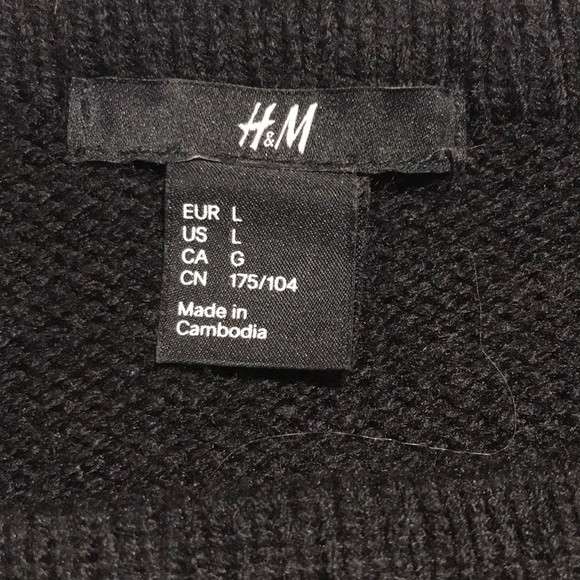 H&M
EUR L
US L
CA G
CN 175/104
Made in
Cambodia